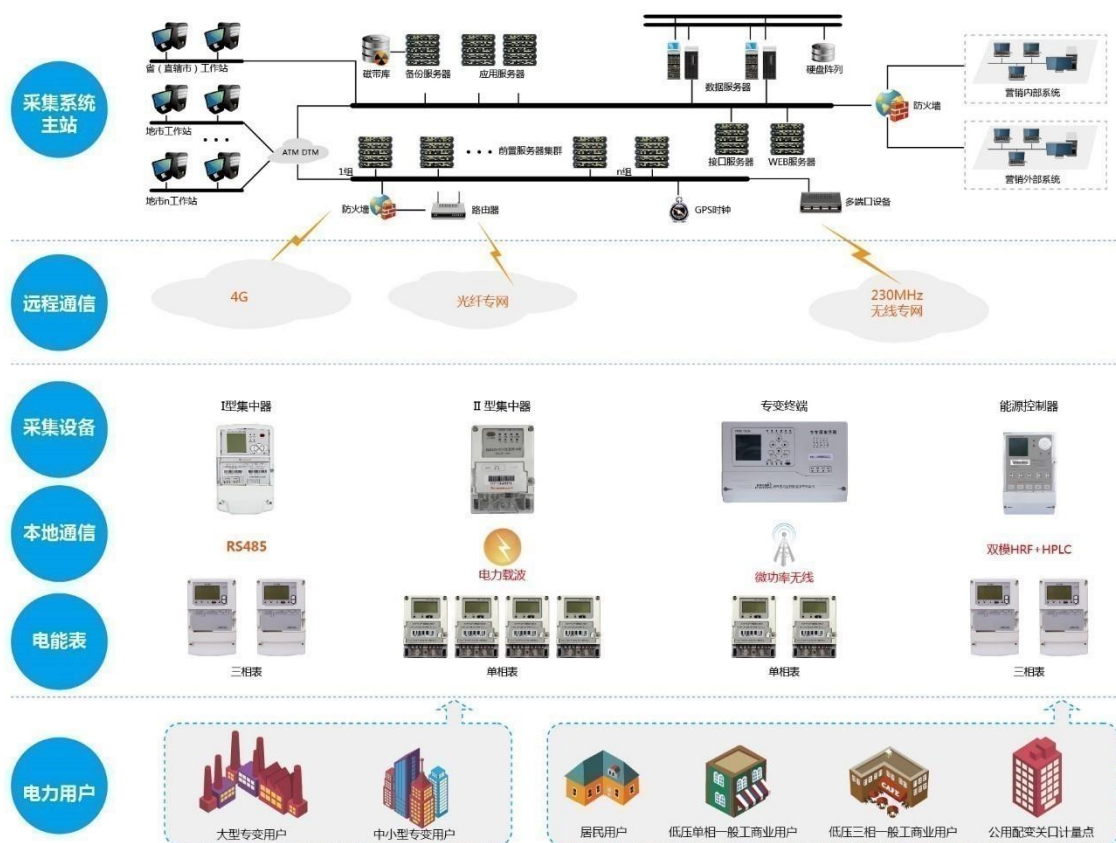 采集系统
主站
省（直辖市）工作站
地市工作站
地市n工作站
ATM DTM
磁带库
备份服务器
应用服务器
数据服务器
硬盘阵列
防火墙
营销内部系统
营销外部系统
1组
前置服务器集群
n组
接口服务器
WEB服务器
防火墙
路由器
GPS时钟
多端口设备
远程通信
4G
光纤专网
230MHz
无线专网
采集设备
I型集中器
II 型集中器
专变终端
能源控制器
本地通信
RS485
电力载波
微功率无线
双模HRF+HPLC
电能表
三相表
单相表
单相表
三相表
电力用户
大型专变用户
中小型专变用户
居民用户
低压单相一般工商业用户
CAFE
低压三相一般工商业用户
公用配变关口计量点